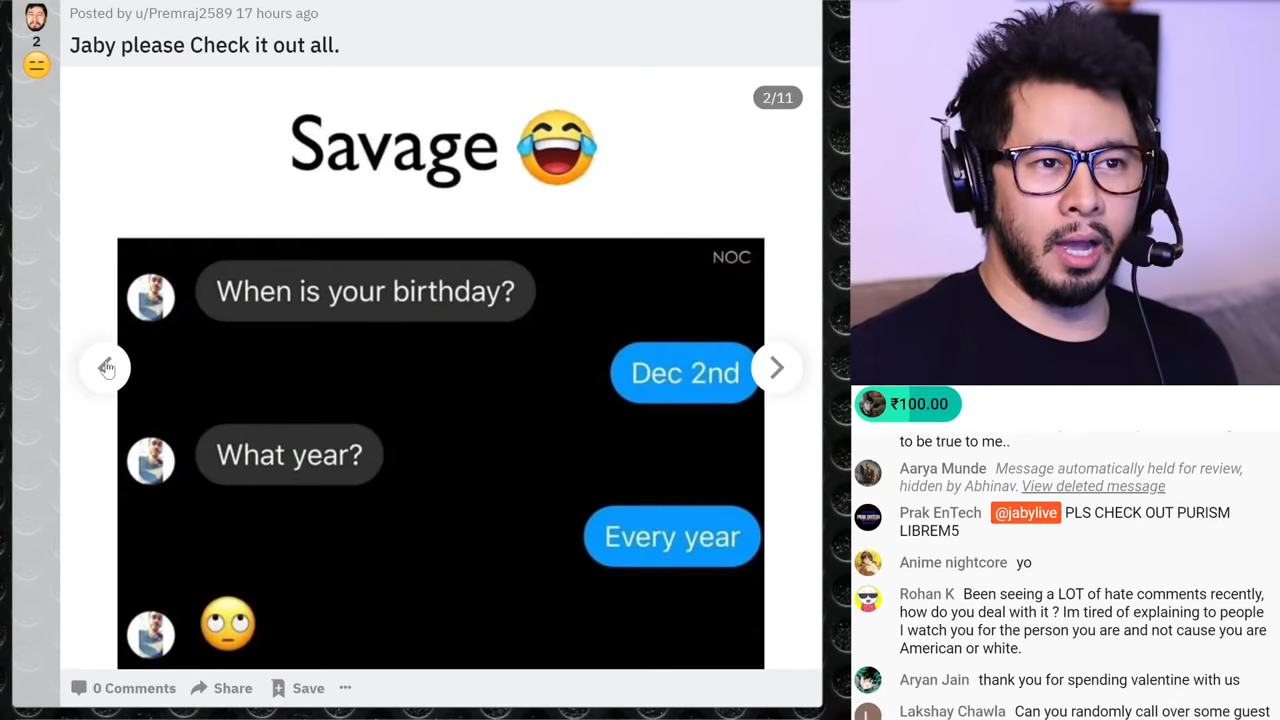 Posted by u/Premraj2589 17 hours ago
2
Jaby please Check it out all.
2/11
Savage 😂
NOC
When is your birthday?
Dec 2nd
What year?
Every year
🙄
0 Comments Share Save ...
₹100.00
to be true to me..
Aarya Munde Message automatically held for review,
hidden by Abhinav. View deleted message
Prak EnTech @jabylive PLS CHECK OUT PURISM
LIBREM5
Anime nightcore yo
Rohan K Been seeing a LOT of hate comments recently,
how do you deal with it ? Im tired of explaining to people
I watch you for the person you are and not cause you are
American or white.
Aryan Jain thank you for spending valentine with us
L Lakshay Chawla Can you randomly call over some guest